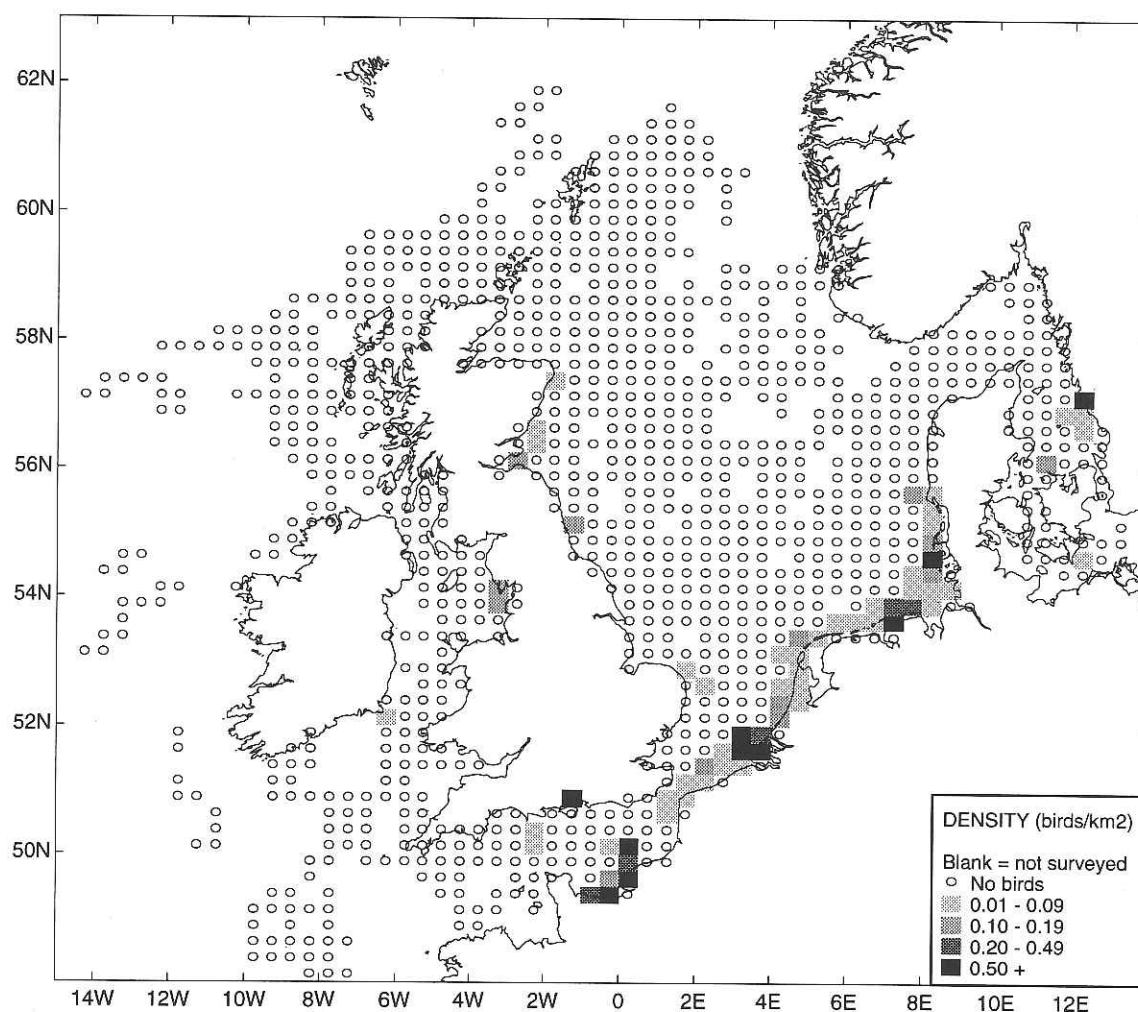 62N
60N
58N
56N
54N
52N
50N
14W 12W 10W 8W 6W 4W 2W 0 2E 4E 6E 8E 10E 12E
DENSITY (birds/km2)
Blank = not surveyed
No birds
0.01 - 0.09
0.10 - 0.19
0.20 - 0.49
0.50 +